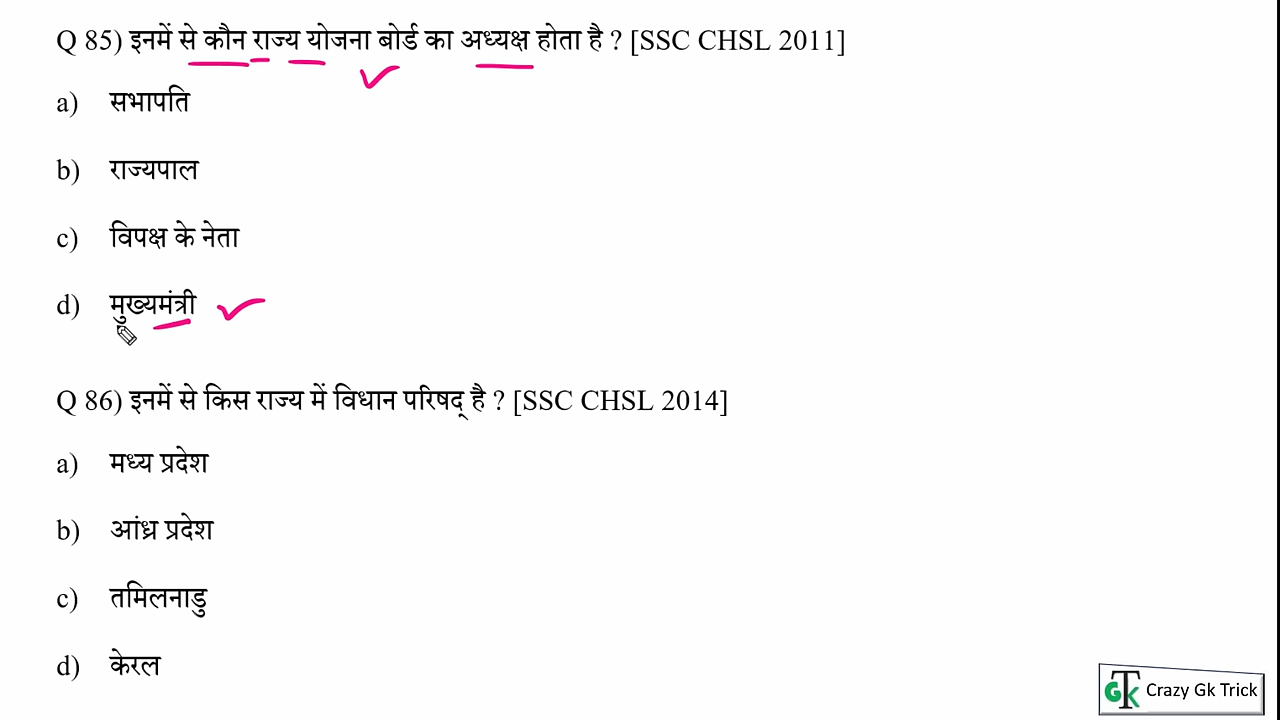 Q 85) इनमें से कौन राज्य योजना बोर्ड का अध्यक्ष होता है ? [SSC CHSL 2011]
a) सभापति
b) राज्यपाल
c) विपक्ष के नेता
d) मुख्यमंत्री
Q 86) इनमें से किस राज्य में विधान परिषद् है ? [SSC CHSL 2014]
a) मध्य प्रदेश
b) आंध्र प्रदेश
c) तमिलनाडु
d) केरल
GTK Crazy Gk Trick